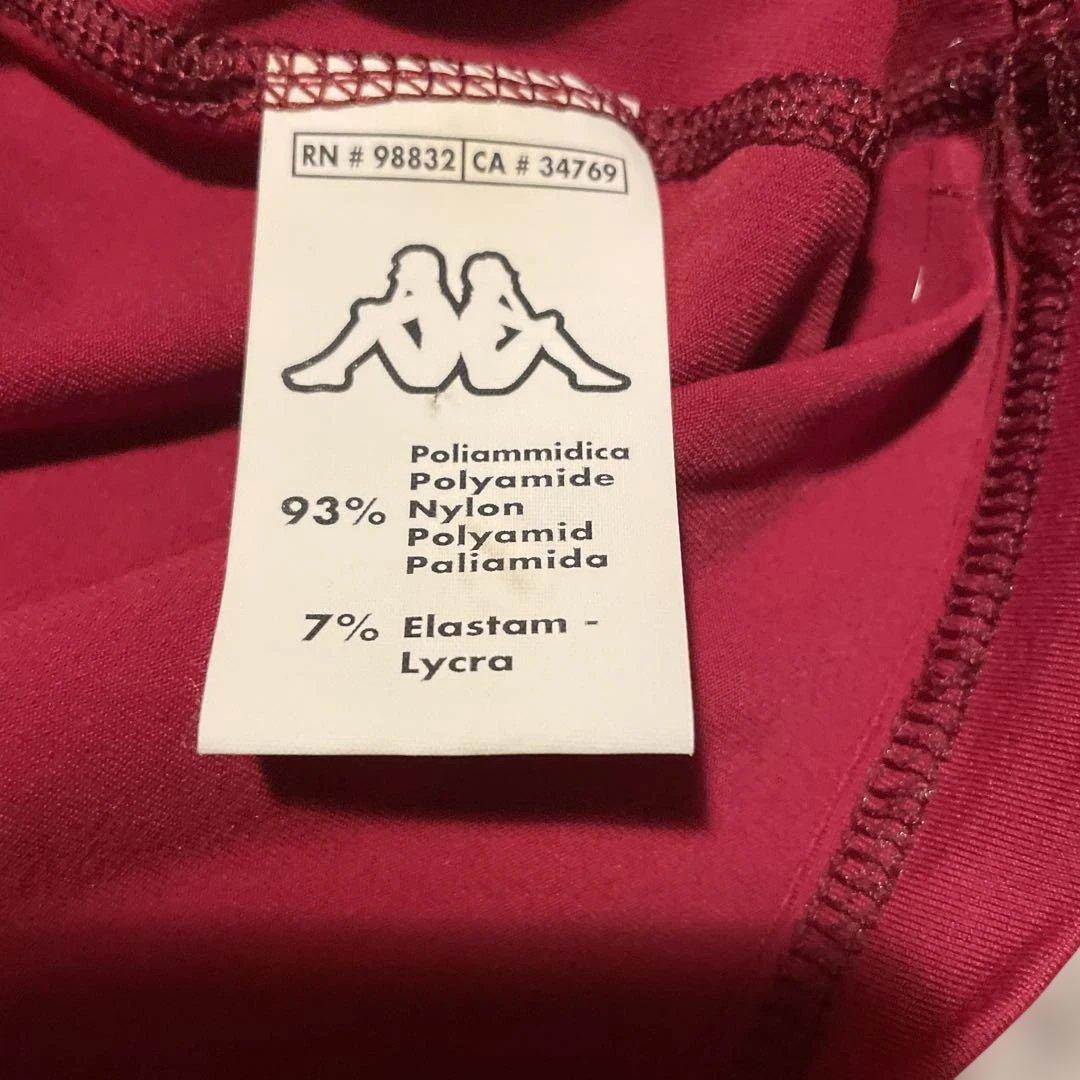 RN # 98832 CA # 34769
Poliammidica
Polyamide
93% Nylon
Polyamid
Paliamida
7% Elastam -
Lycra